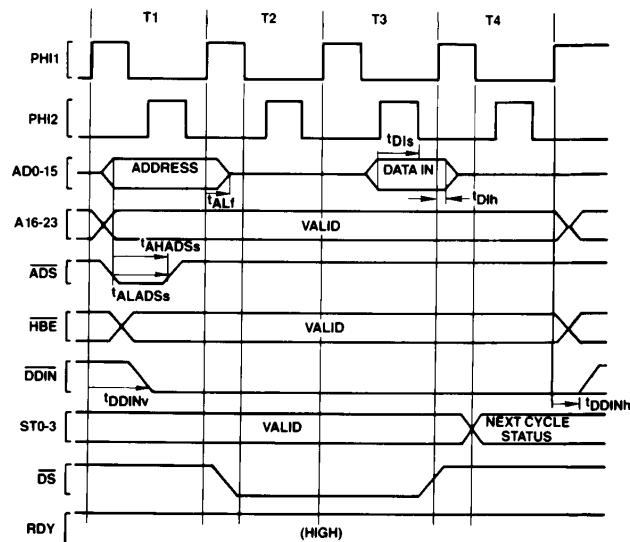 T1 T2 T3 T4
PHI1
PHI2
tDIs
AD0-15 ADDRESS DATA IN
tALf tDIh
A16-23 VALID
tAHADSs
ADS
tALADSs
HBE VALID
DDIN
tDDINv tDDINh
ST0-3 VALID NEXT CYCLE
STATUS
DS
RDY (HIGH)